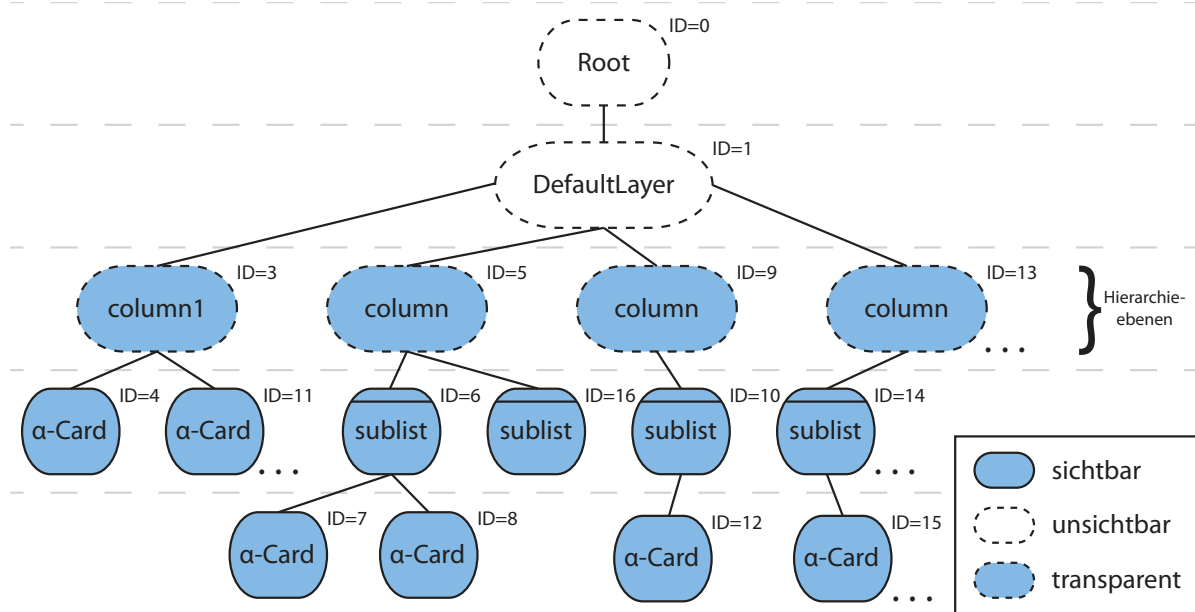 ID=0
Root
ID=1
DefaultLayer
ID=3
ID=5
ID=9
ID=13
column1
column
column
column
Hierarchie-
ebenen
...
ID=4
ID=11
ID=6
ID=16
ID=10
ID=14
α-Card
α-Card
sublist
sublist
sublist
sublist
...
...
sichtbar
ID=7
ID=8
ID=12
ID=15
unsichtbar
α-Card
α-Card
α-Card
α-Card
transparent
...